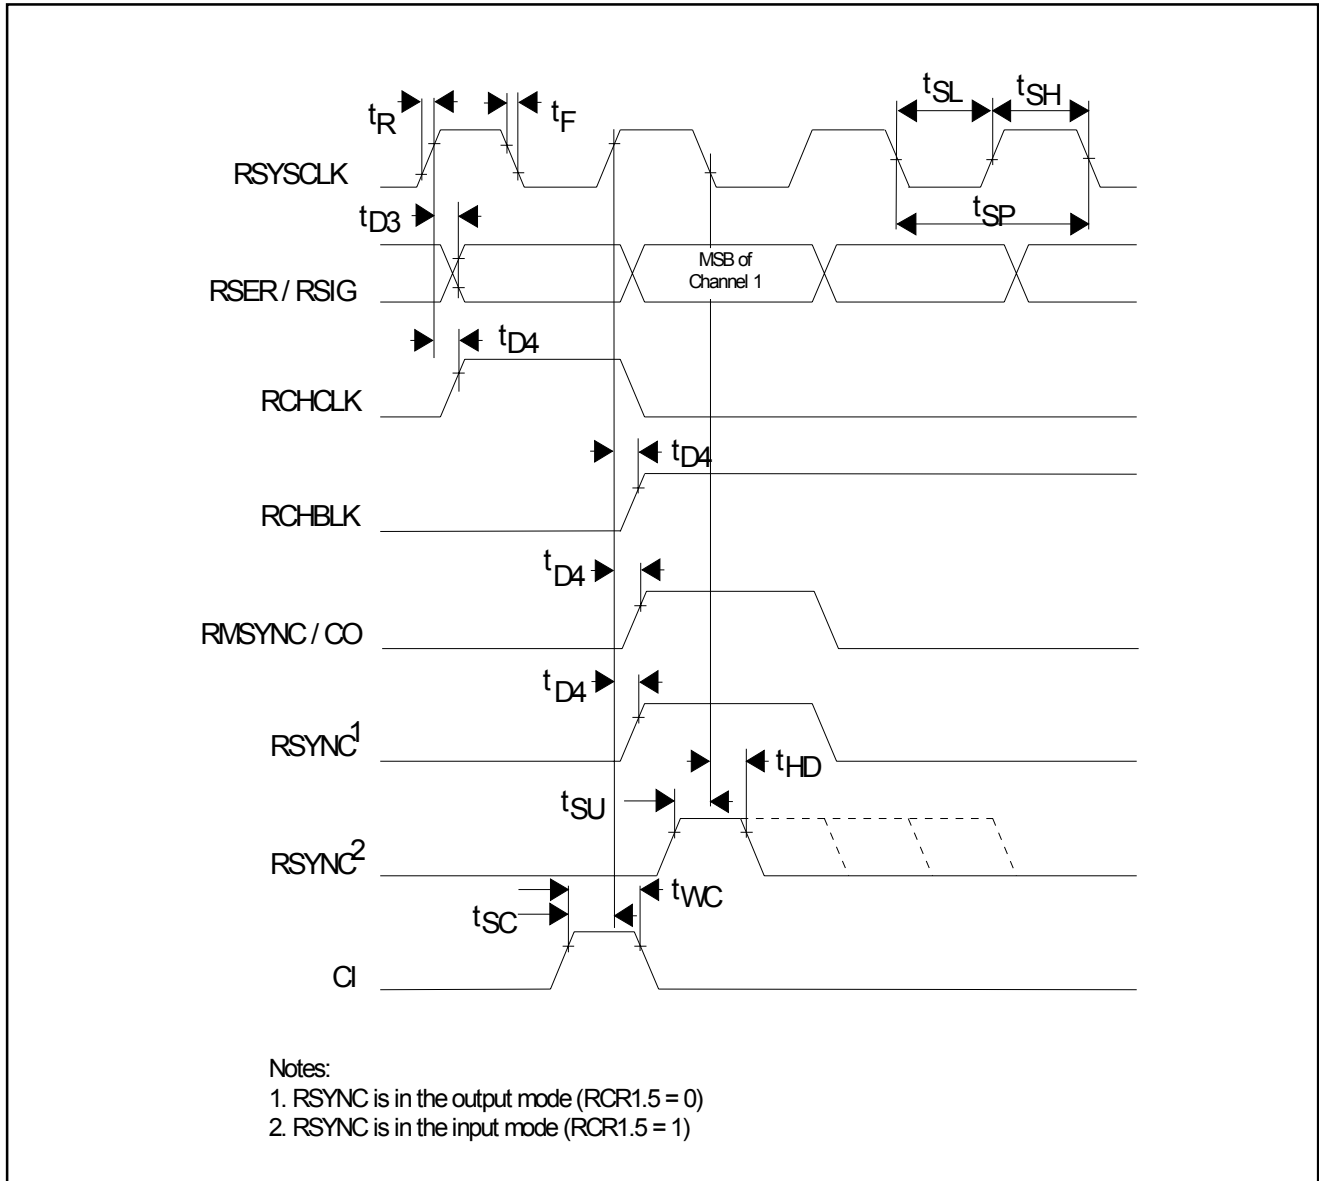 tSL
tSH
tR
tF
RSYSCLK
tD3
tSP
MSB of
Channel 1
RSER / RSIG
tD4
RCHCLK
tD4
RCHBLK
tD4
RMSYNC / CO
tD4
RSYNC1
tHD
tSU
RSYNC2
tWC
tSC
CI
Notes:
1. RSYNC is in the output mode (RCR1.5 = 0)
2. RSYNC is in the input mode (RCR1.5 = 1)